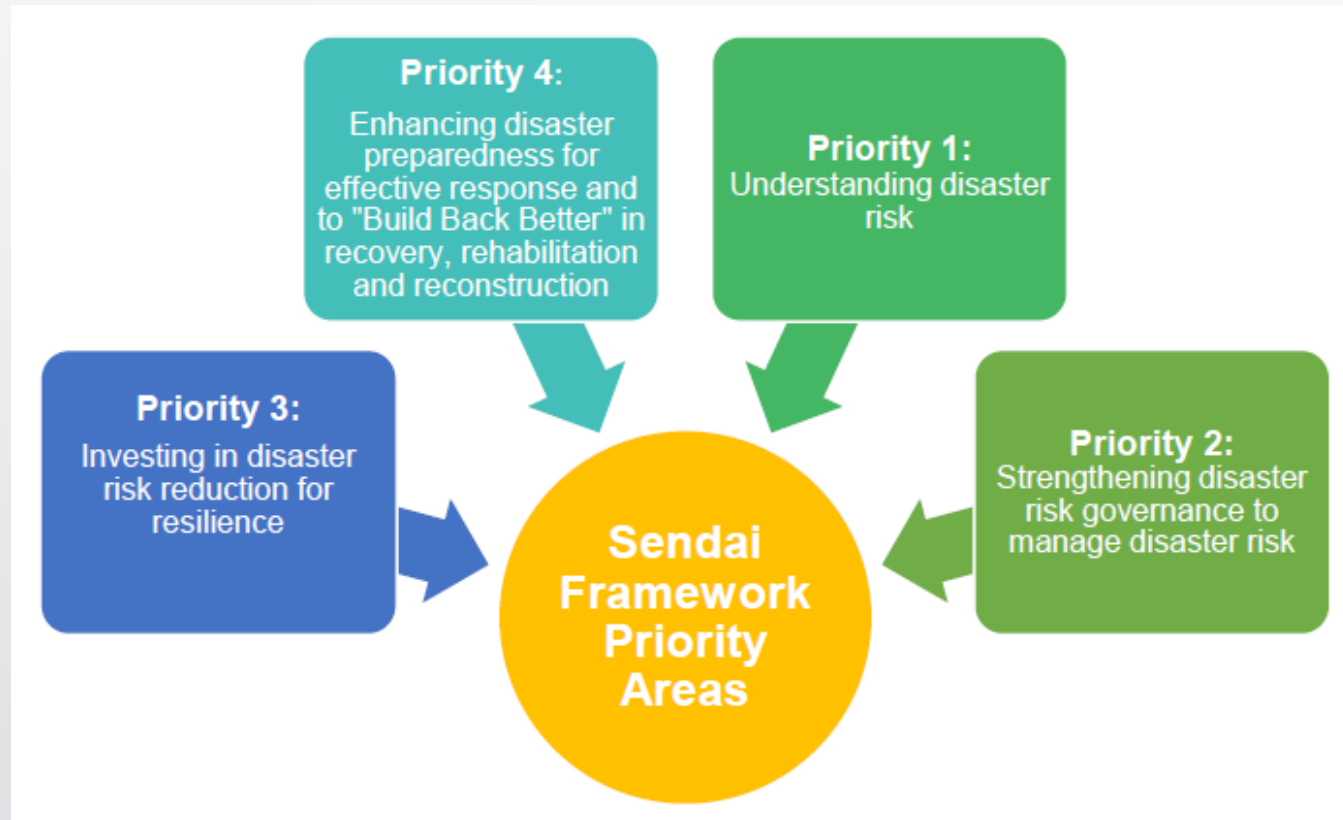 Priority 4:
Enhancing disaster
preparedness for
effective response and
to "Build Back Better" in
recovery, rehabilitation
and reconstruction
Priority 1:
Understanding disaster
risk
Priority 3:
Investing in disaster
risk reduction for
resilience
Priority 2:
Strengthening disaster
risk governance to
manage disaster risk
Sendai
Framework
Priority
Areas